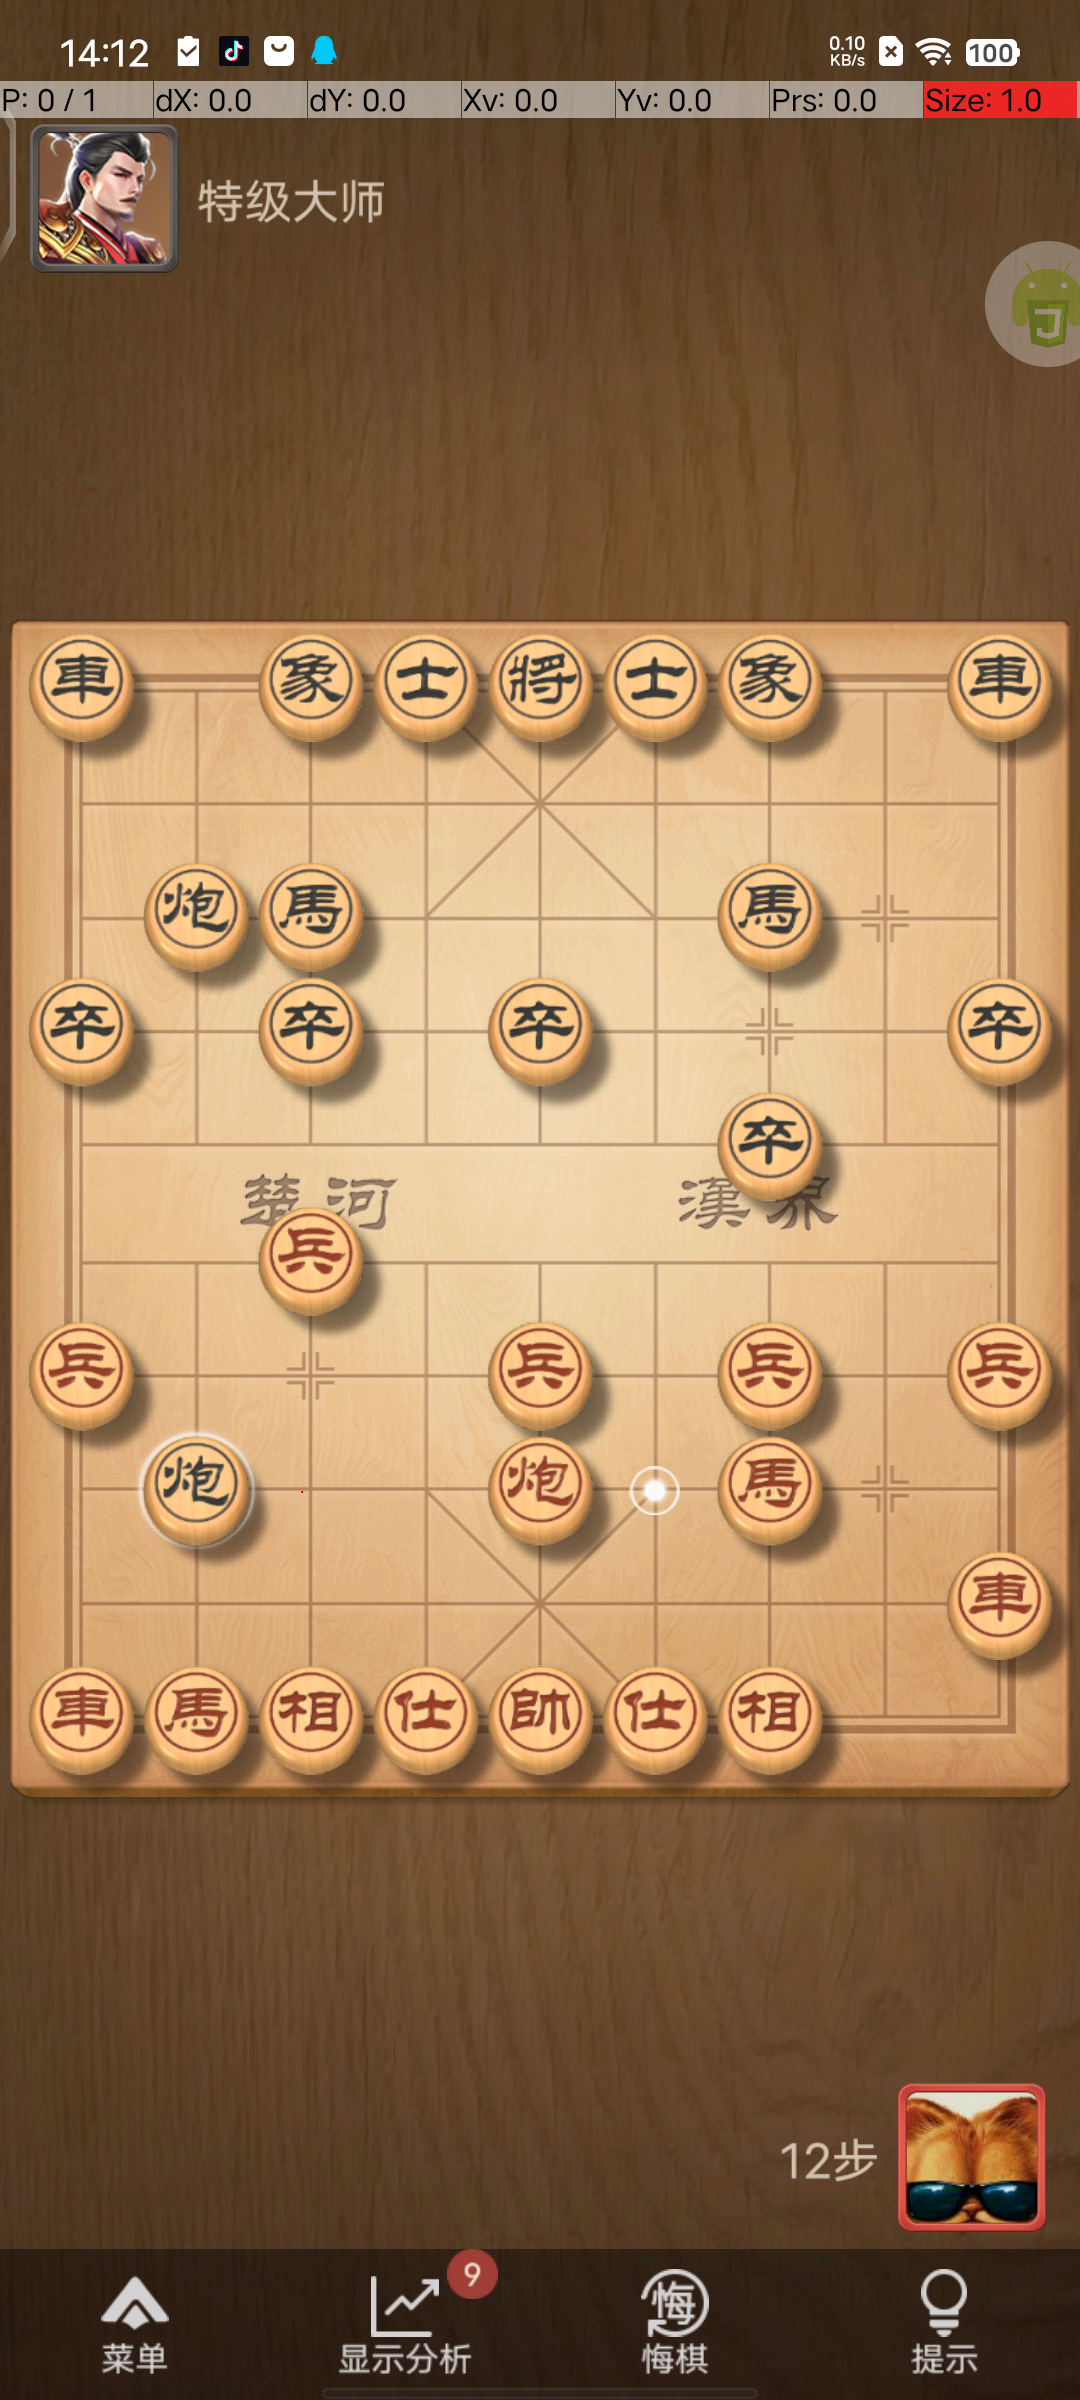 14:12 0.10 KB/s 100
P: 0 / 1 dX: 0.0 dY: 0.0 Xv: 0.0 Yv: 0.0 Prs: 0.0 Size: 1.0
特级大师
車 象 士 將 士 象 車
炮 馬 馬
卒 卒 卒 卒
卒
楚河 漢界
兵
兵 兵 兵 兵
炮 炮 馬
車
車 馬 相 仕 帥 仕 相
12步
9
悔
菜单 显示分析 悔棋 提示